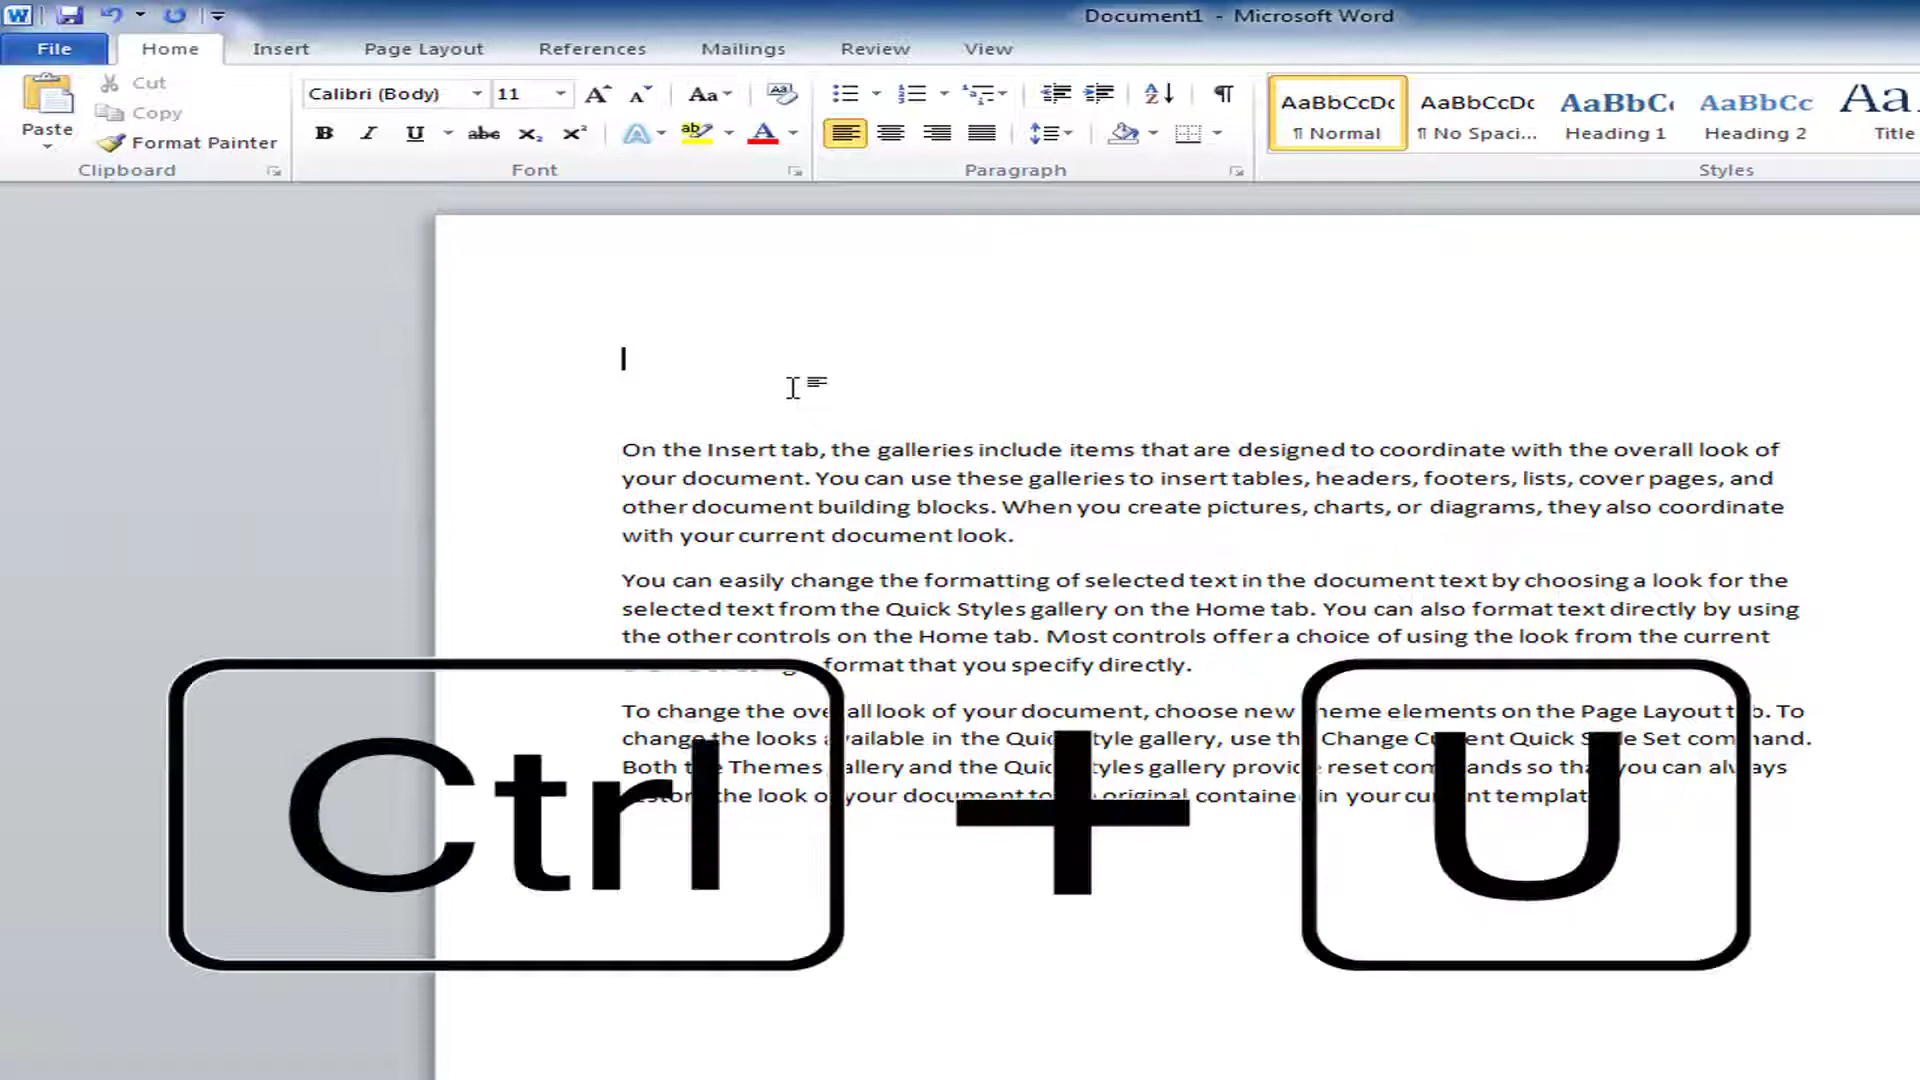 Document1 - Microsoft Word
File Home Insert Page Layout References Mailings Review View
Cut
Copy
Format Painter
Paste
Clipboard
Calibri (Body) 11
Font
Paragraph
AaBbCcDc AaBbCcDc AaBbC AaBbCc Aa
¶ Normal ¶ No Spaci... Heading 1 Heading 2 Title
Styles
On the Insert tab, the galleries include items that are designed to coordinate with the overall look of
your document. You can use these galleries to insert tables, headers, footers, lists, cover pages, and
other document building blocks. When you create pictures, charts, or diagrams, they also coordinate
with your current document look.
You can easily change the formatting of selected text in the document text by choosing a look for the
selected text from the Quick Styles gallery on the Home tab. You can also format text directly by using
the other controls on the Home tab. Most controls offer a choice of using the look from the current
format that you specify directly.
To change the overall look of your document, choose new theme elements on the Page Layout tab. To
change the looks available in the Quick Style gallery, use the Change Current Quick Style Set command.
Both the Themes gallery and the Quick Styles gallery provide reset commands so that you can always
the look of your document to original contained in your current template
Ctrl + U